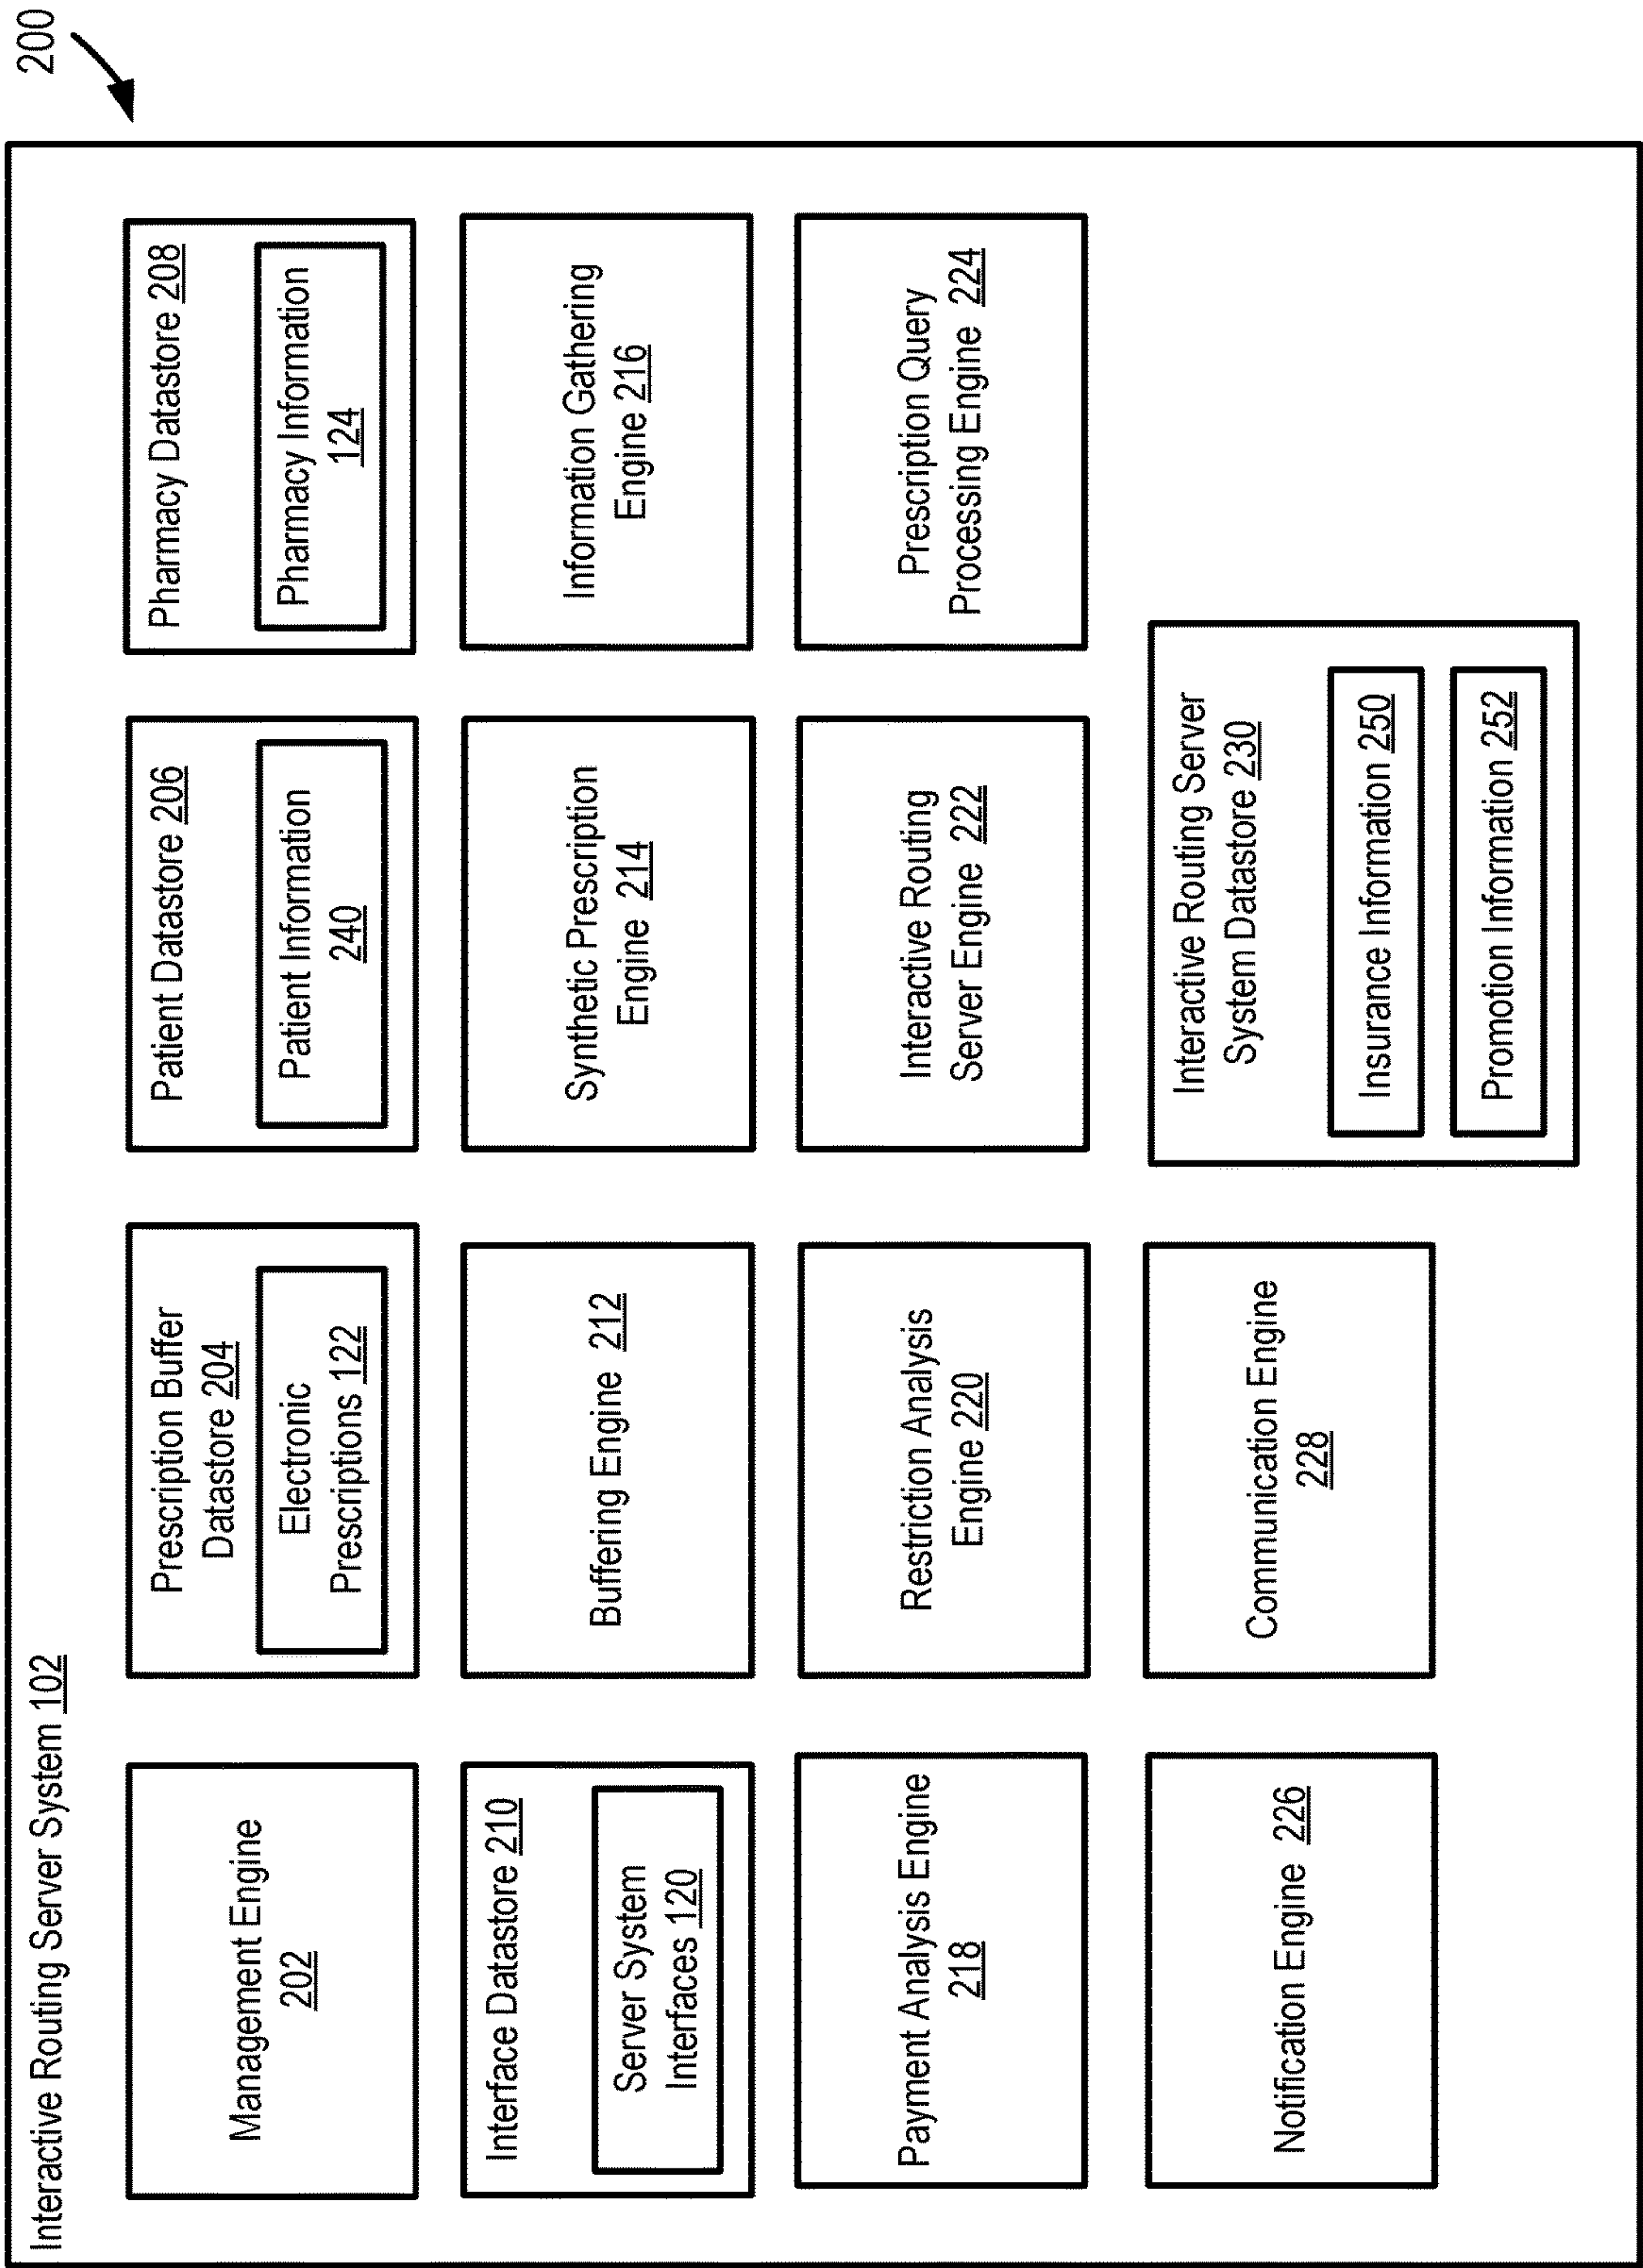 200
Interactive Routing Server System 102
Management Engine
202
Prescription Buffer
Datastore 204
Electronic
Prescriptions 122
Patient Datastore 206
Patient Information
240
Pharmacy Datastore 208
Pharmacy Information
124
Interface Datastore 210
Server System
Interfaces 120
Buffering Engine 212
Synthetic Prescription
Engine 214
Information Gathering
Engine 216
Payment Analysis Engine
218
Restriction Analysis
Engine 220
Interactive Routing
Server Engine 222
Prescription Query
Processing Engine 224
Notification Engine 226
Communication Engine
228
Interactive Routing Server
System Datastore 230
Insurance Information 250
Promotion Information 252